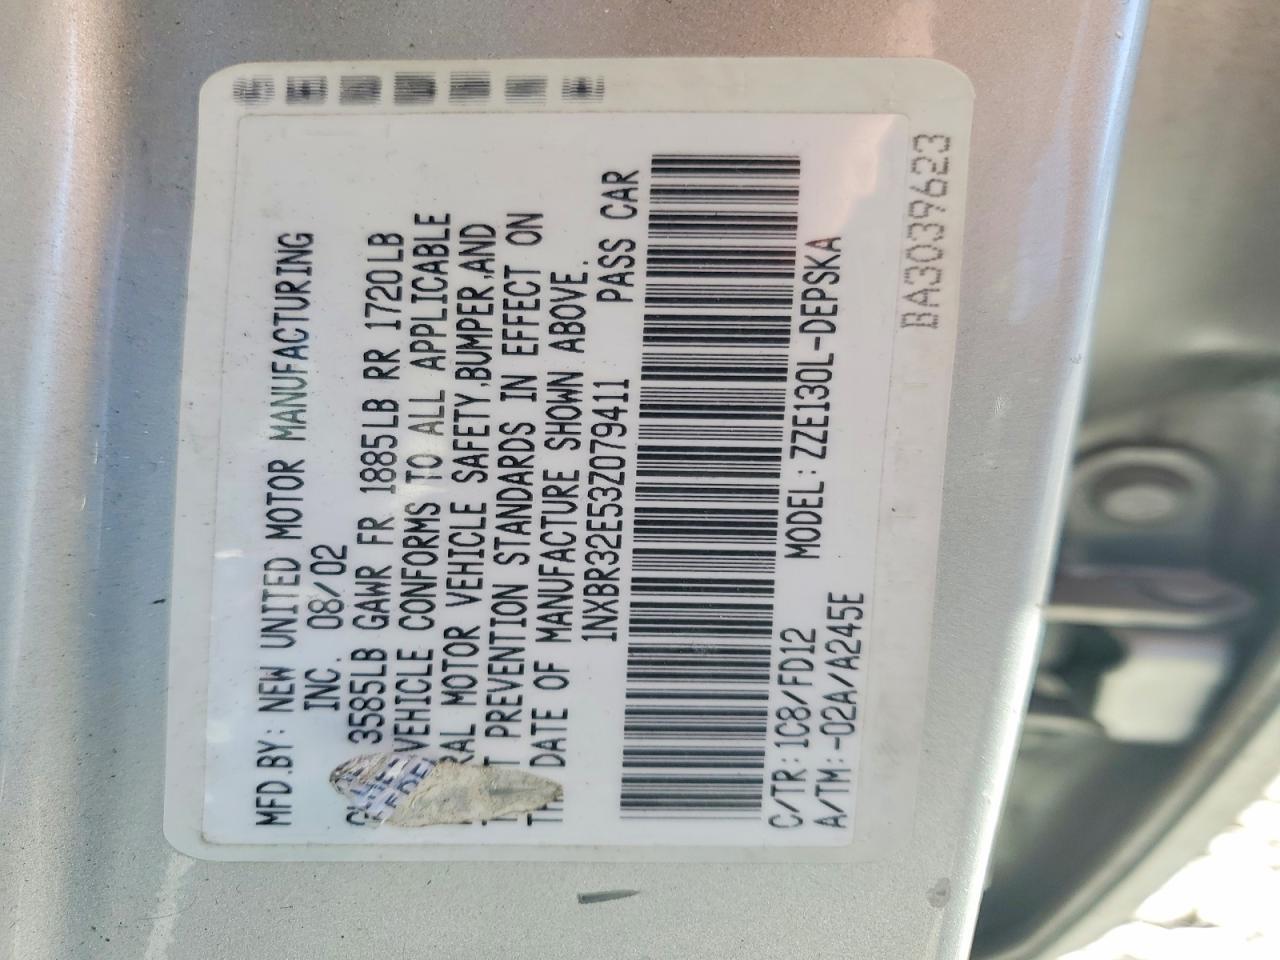 MFD.BY: NEW UNITED MOTOR MANUFACTURING
INC. 08/02
3585LB GAWR FR 1885LB RR 1720LB
VEHICLE CONFORMS TO ALL APPLICABLE
MOTOR VEHICLE SAFETY,BUMPER,AND
PREVENTION STANDARDS IN EFFECT ON
DATE OF MANUFACTURE SHOWN ABOVE.
1NXBR32E53Z079411 PASS CAR
C/TR:1C8/FD12 MODEL:ZZE130L-DEPSKA
A/TM:-02A/A245E
BA3039623